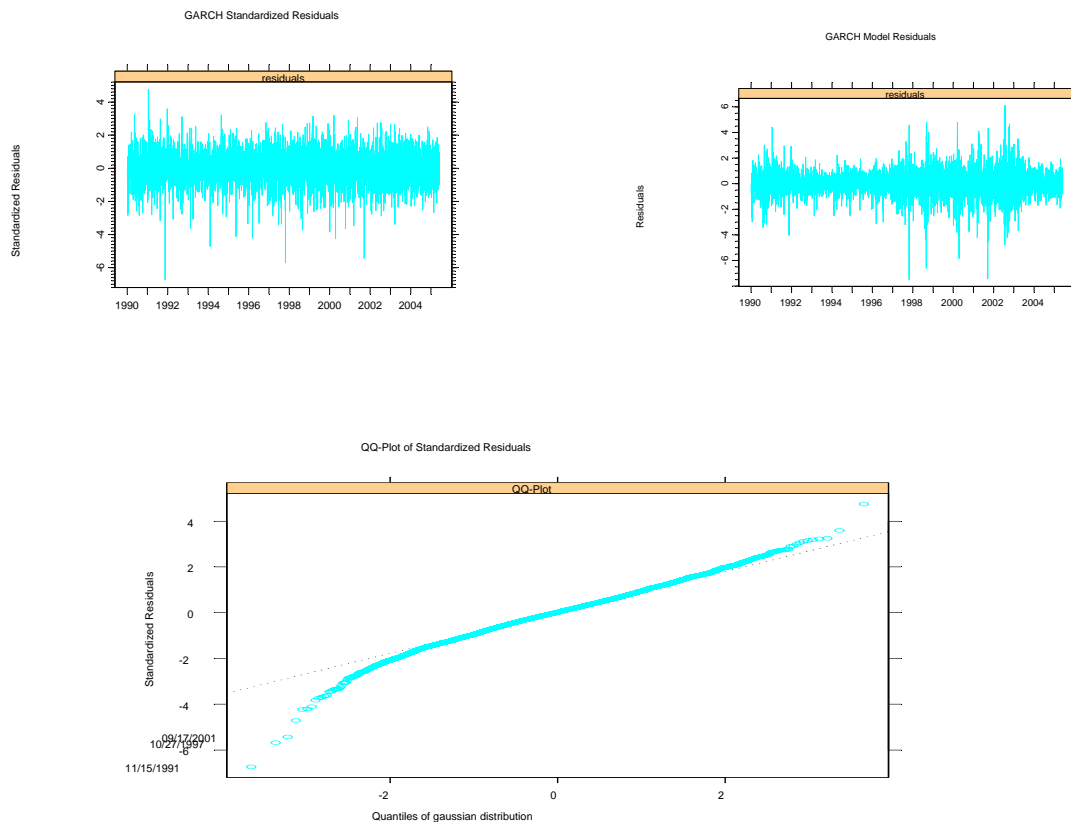 GARCH Standardized Residuals
residuals
Standardized Residuals
4
2
0
-2
-4
-6
1990 1992 1994 1996 1998 2000 2002 2004
GARCH Model Residuals
residuals
Residuals
6
4
2
0
-2
-4
-6
1990 1992 1994 1996 1998 2000 2002 2004
QQ-Plot of Standardized Residuals
QQ-Plot
Standardized Residuals
4
2
0
-2
-4
-6
09/17/2001
10/27/1997
11/15/1991
-2 0 2
Quantiles of gaussian distribution